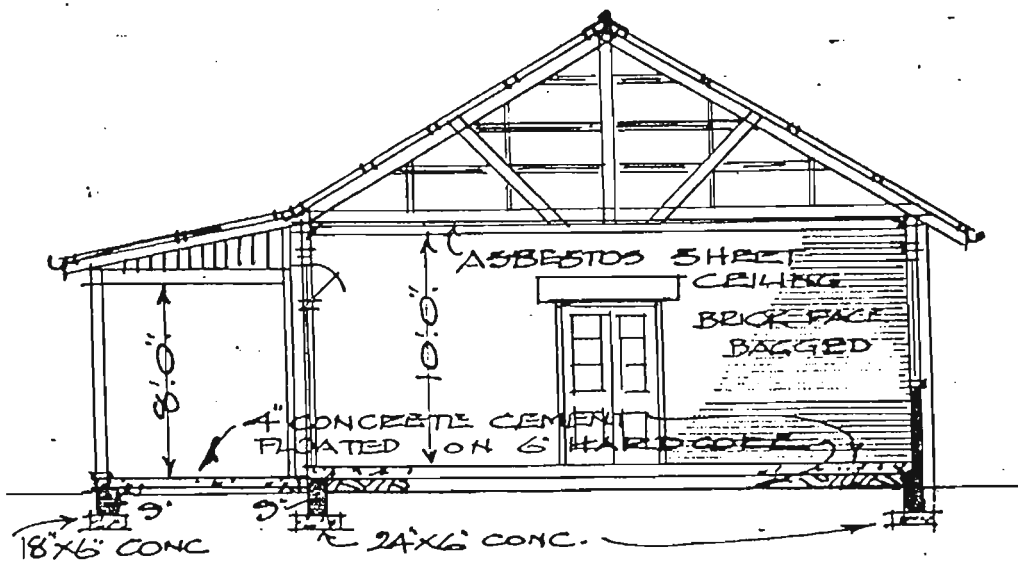 ASBESTOS SHEET
CEILING
BRICK FACE
BAGGED
10'.0"
8'.0"
4" CONCRETE CEMENT
FLOATED ON 6" HARDCORE
9"
9"
18"X6" CONC
24"X6" CONC.